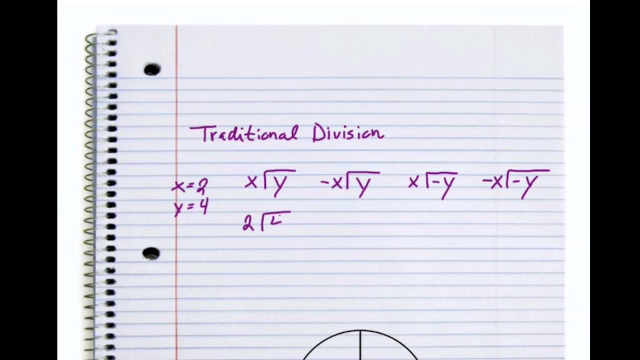 Traditional Division
x=2 x⟌y -x⟌y x⟌-y -x⟌-y
y=4
2⟌